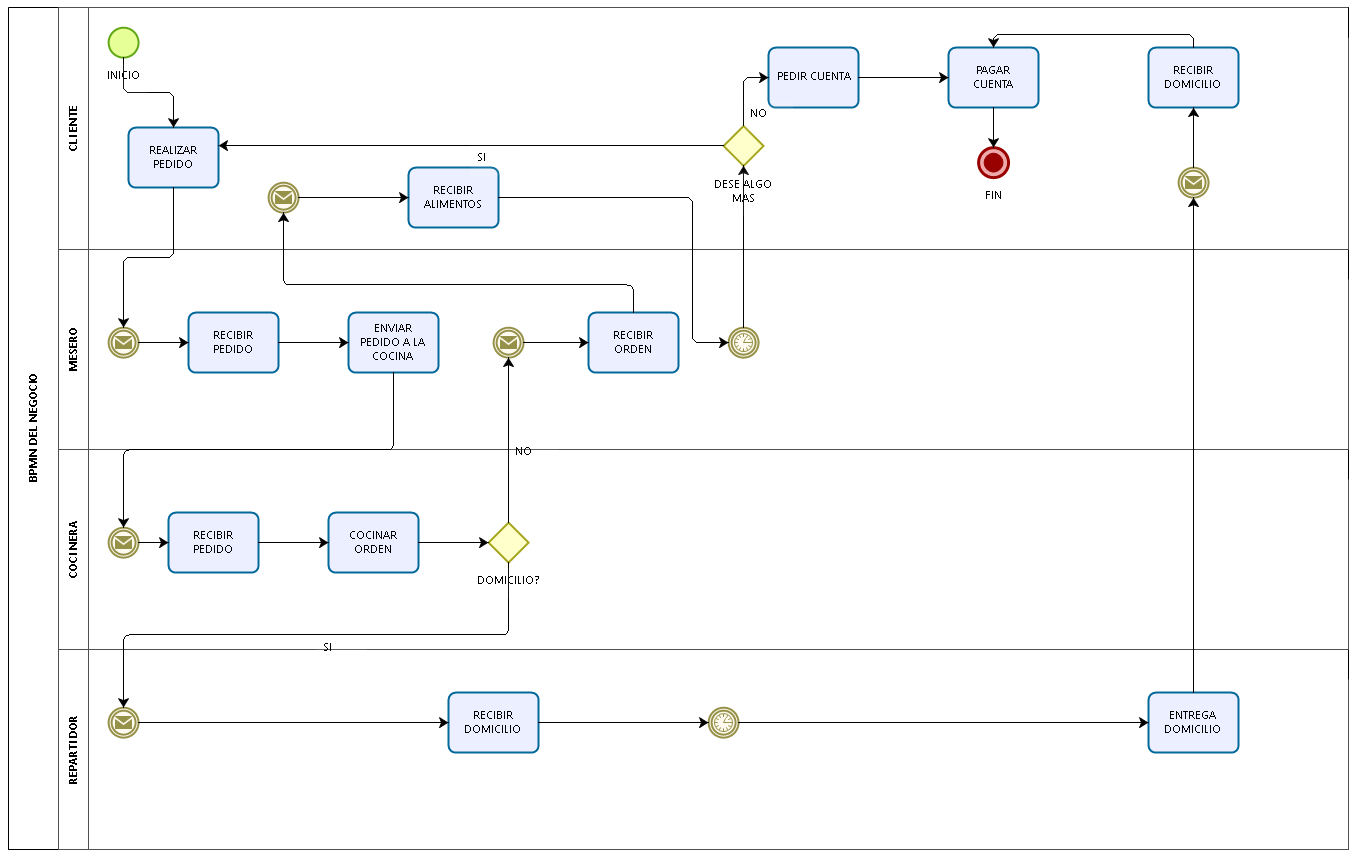 BPMN DEL NEGOCIO
CLIENTE
INICIO
REALIZAR
PEDIDO
SI
RECIBIR
ALIMENTOS
DESE ALGO
MAS
NO
PEDIR CUENTA
PAGAR
CUENTA
FIN
RECIBIR
DOMICILIO
MESERO
RECIBIR
PEDIDO
ENVIAR
PEDIDO A LA
COCINA
RECIBIR
ORDEN
NO
COCINERA
RECIBIR
PEDIDO
COCINAR
ORDEN
DOMICILIO?
SI
REPARTIDOR
RECIBIR
DOMICILIO
ENTREGA
DOMICILIO